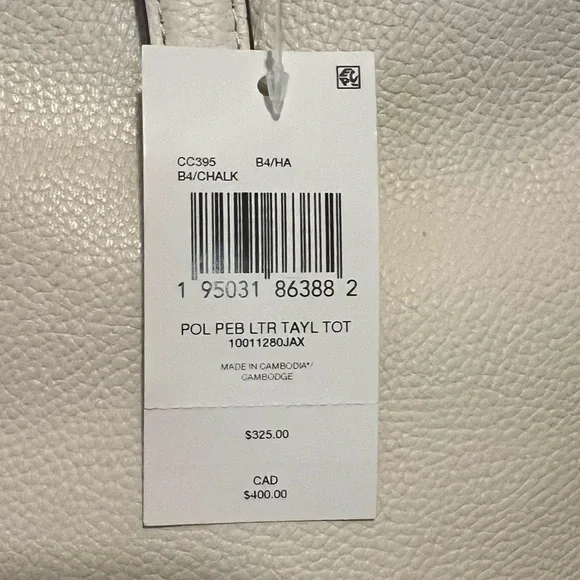 CC395 B4/HA
B4/CHALK
1 95031 86388 2
POL PEB LTR TAYL TOT
10011280JAX
MADE IN CAMBODIA*/
CAMBODGE
$325.00
CAD
$400.00